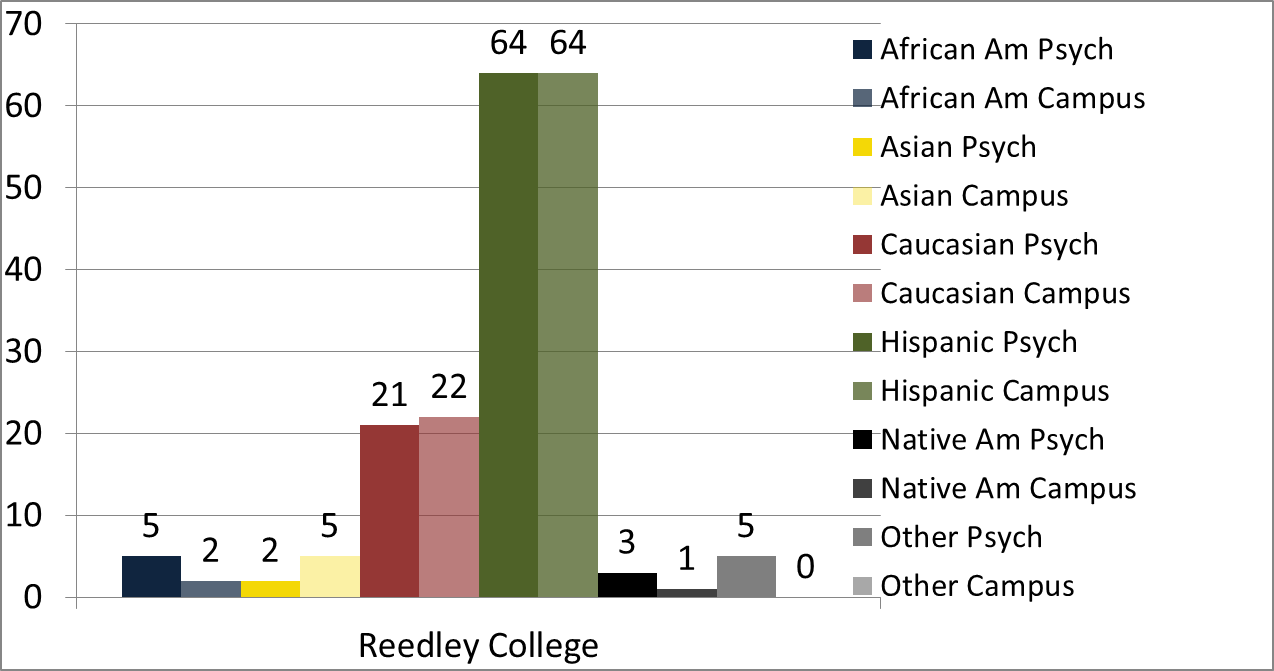 70
60
50
40
30
20
10
0
5
2
2
5
21
22
64
64
3
1
5
0
Reedley College
African Am Psych
African Am Campus
Asian Psych
Asian Campus
Caucasian Psych
Caucasian Campus
Hispanic Psych
Hispanic Campus
Native Am Psych
Native Am Campus
Other Psych
Other Campus